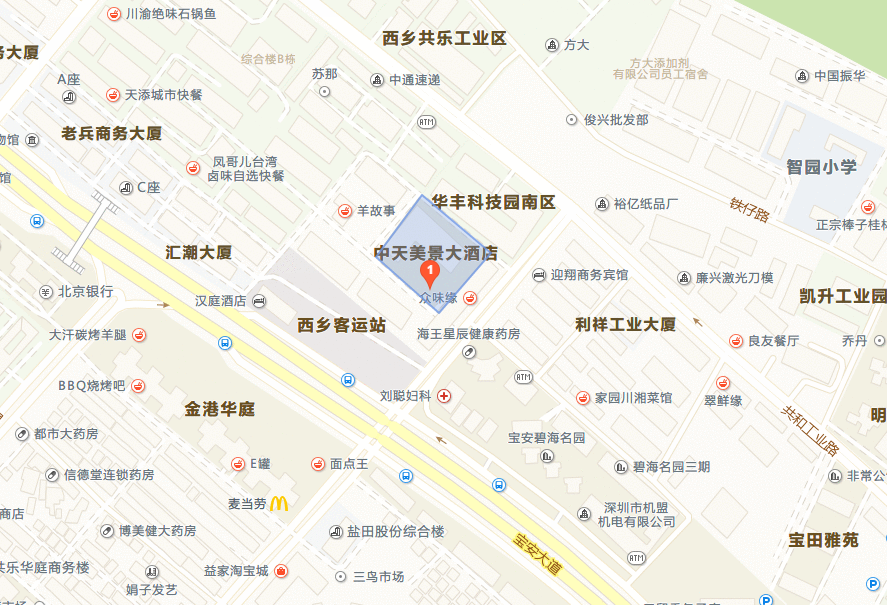 川渝绝味石锅鱼
西乡共乐工业区
方大
务大厦
综合楼B栋
苏那
方大添加剂
有限公司员工宿舍
A座
中通速递
中国振华
天添城市快餐
ATM
俊兴批发部
老兵商务大厦
物馆
凤哥儿台湾
卤味自选快餐
智园小学
馆
C座
羊故事
华丰科技园南区
裕亿纸品厂
铁仔路
正宗棒子桂林
汇潮大厦
中天美景大酒店
1
迎翔商务宾馆
廉兴激光刀模
北京银行
汉庭酒店
众味缘
凯升工业园
大汗碳烤羊腿
西乡客运站
海王星辰健康药房
利祥工业大厦
良友餐厅
乔丹
BBQ烧烤吧
ATM
刘聪妇科
家园川湘菜馆
翠鲜缘
金港华庭
共和工业路
明
都市大药房
宝安碧海名园
E罐
面点王
碧海名园三期
信德堂连锁药房
非常公
麦当劳
商店
深圳市机盟
机电有限公司
博美健大药房
盐田股份综合楼
宝安大道
宝田雅苑
ATM
共乐华庭商务楼
益家淘宝城
三鸟市场
娟子发艺
P
P